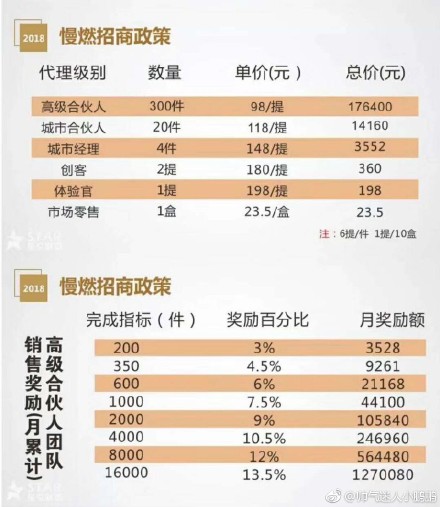 2018 慢燃招商政策
代理级别 数量 单价(元) 总价(元)
高级合伙人 300件 98/提 176400
城市合伙人 20件 118/提 14160
城市经理 4件 148/提 3552
创客 2提 180/提 360
体验官 1提 198/提 198
市场零售 1盒 23.5/盒 23.5
注：6提/件 1提/10盒
2018 慢燃招商政策
高级合伙人团队
销售奖励(月累计)
完成指标（件） 奖励百分比 月奖励额
200 3% 3528
350 4.5% 9261
600 6% 21168
1000 7.5% 44100
2000 9% 105840
4000 10.5% 246960
8000 12% 564480
16000 13.5% 1270080